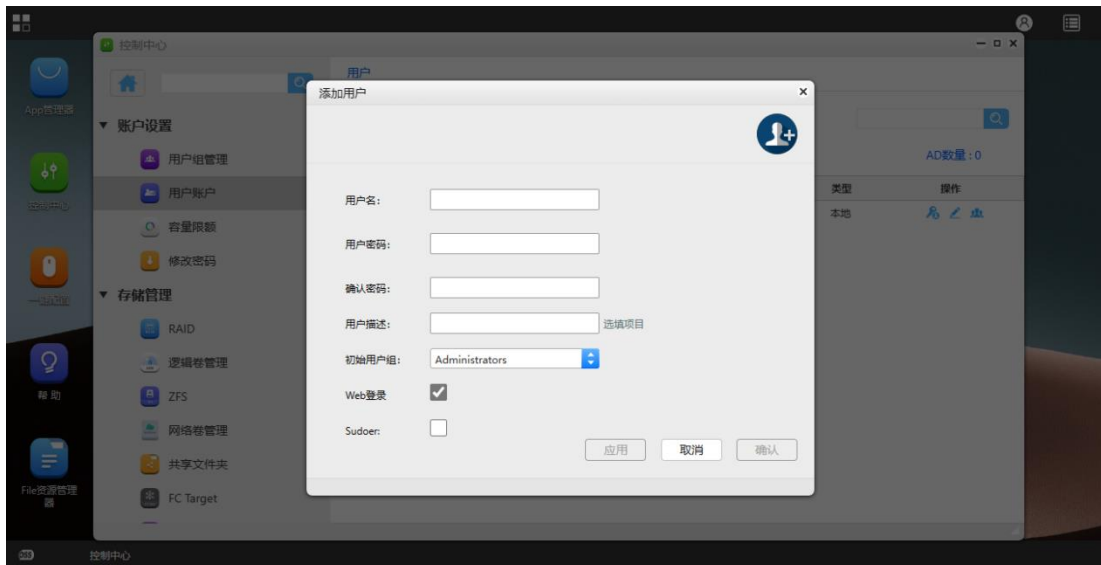 控制中心
用户
添加用户
App管理器
账户设置
用户组管理
AD数量 : 0
控制中心
用户账户
类型
操作
用户名:
容量限额
本地
用户密码:
修改密码
确认密码:
存储管理
用户描述:
选填项目
RAID
初始用户组:
Administrators
逻辑卷管理
帮助
ZFS
Web登录
网络卷管理
Sudoer:
应用
取消
确认
共享文件夹
File资源管理
器
FC Target
控制中心